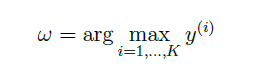 ω = arg max_{i=1,...,K} y^{(i)}